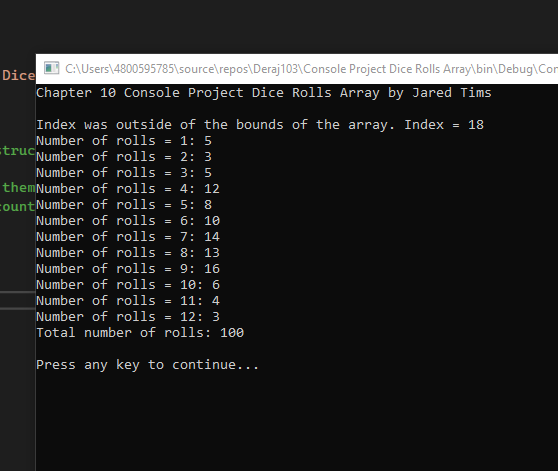 C:\Users\4800595785\source\repos\Deraj103\Console Project Dice Rolls Array\bin\Debug\Con
Dice
Chapter 10 Console Project Dice Rolls Array by Jared Tims
Index was outside of the bounds of the array. Index = 18
struc
Number of rolls = 1: 5
Number of rolls = 2: 3
Number of rolls = 3: 5
them
Number of rolls = 4: 12
count
Number of rolls = 5: 8
Number of rolls = 6: 10
Number of rolls = 7: 14
Number of rolls = 8: 13
Number of rolls = 9: 16
Number of rolls = 10: 6
Number of rolls = 11: 4
Number of rolls = 12: 3
Total number of rolls: 100
Press any key to continue...